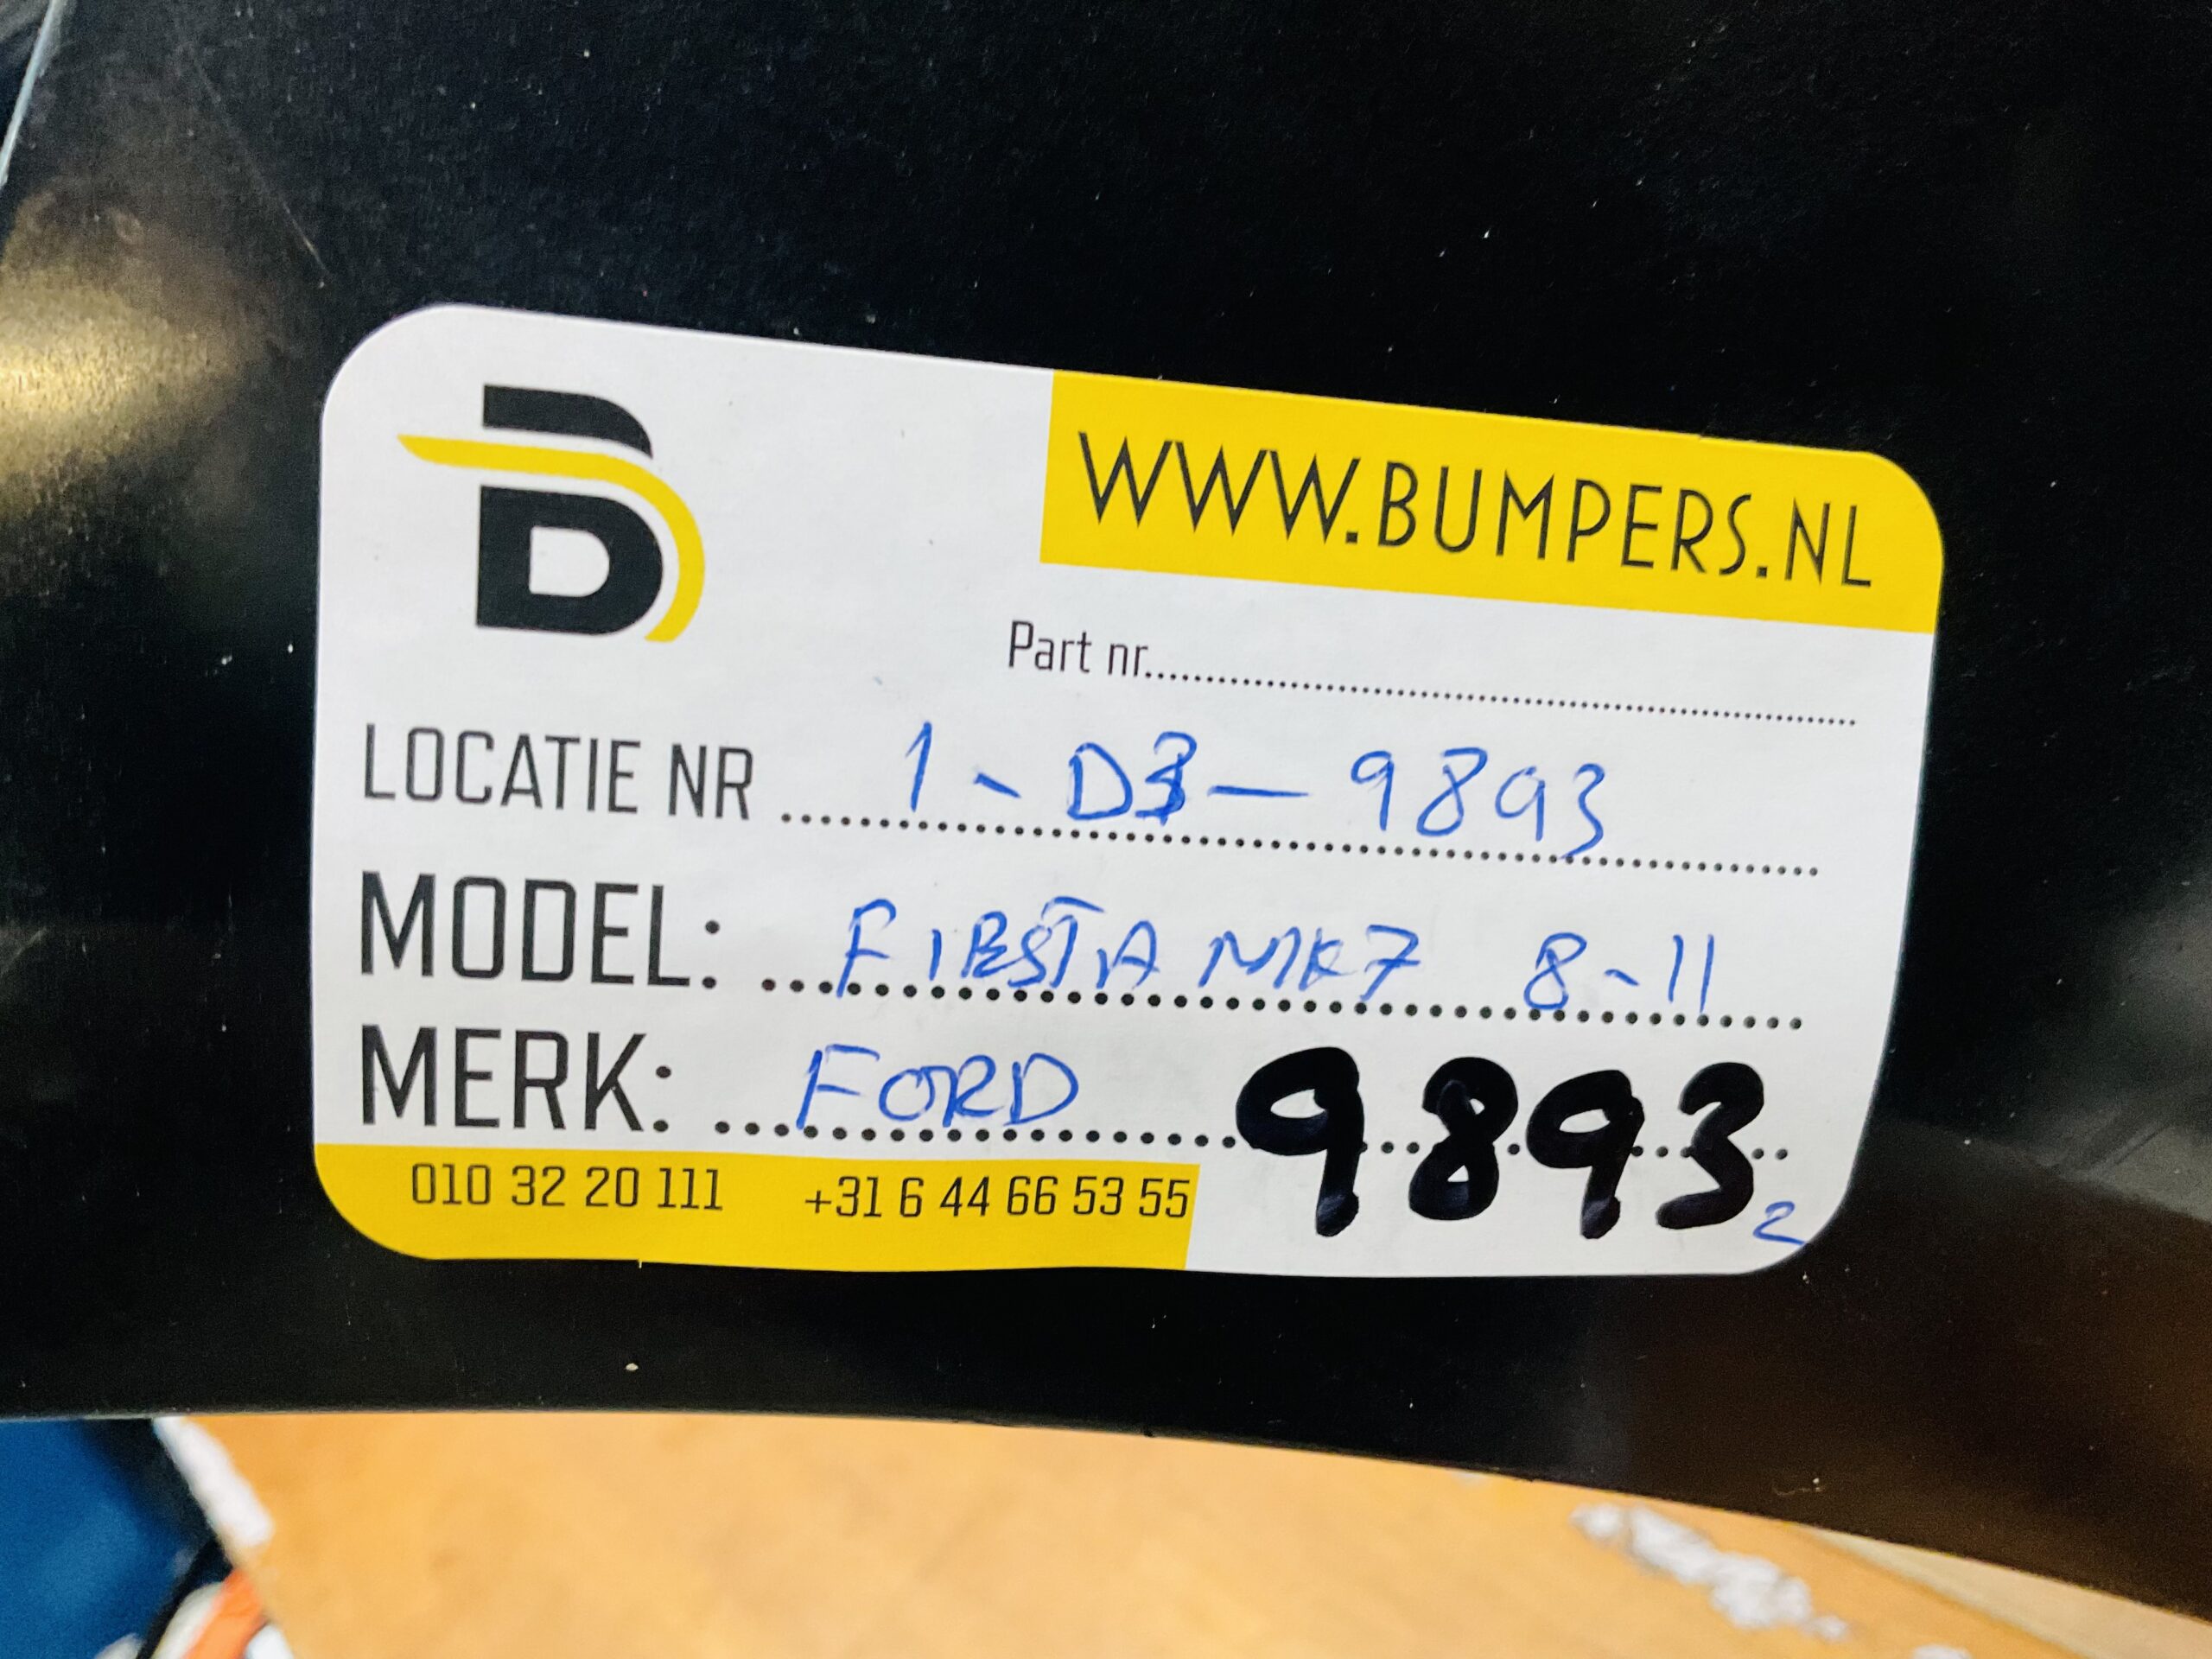 B
WWW.BUMPERS.NL
Part nr.
LOCATIE NR 1-D3-9893
MODEL: FIESTA MK7 8-11
MERK: FORD 9893
2
010 32 20 111 +31 6 44 66 53 55